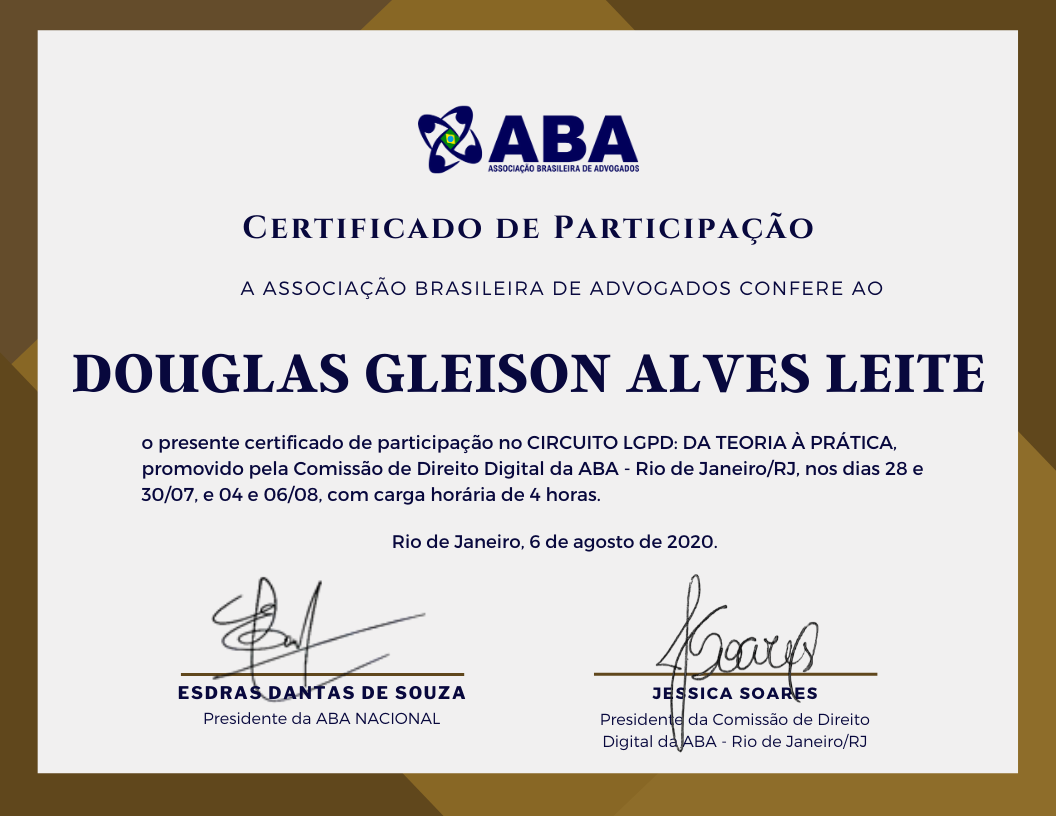 ABA
ASSOCIAÇÃO BRASILEIRA DE ADVOGADOS
Certificado de Participação
A ASSOCIAÇÃO BRASILEIRA DE ADVOGADOS CONFERE AO
DOUGLAS GLEISON ALVES LEITE
o presente certificado de participação no CIRCUITO LGPD: DA TEORIA À PRÁTICA,
promovido pela Comissão de Direito Digital da ABA - Rio de Janeiro/RJ, nos dias 28 e
30/07, e 04 e 06/08, com carga horária de 4 horas.
Rio de Janeiro, 6 de agosto de 2020.
ESDRAS DANTAS DE SOUZA
Presidente da ABA NACIONAL
JSoares
JESSICA SOARES
Presidente da Comissão de Direito
Digital da ABA - Rio de Janeiro/RJ